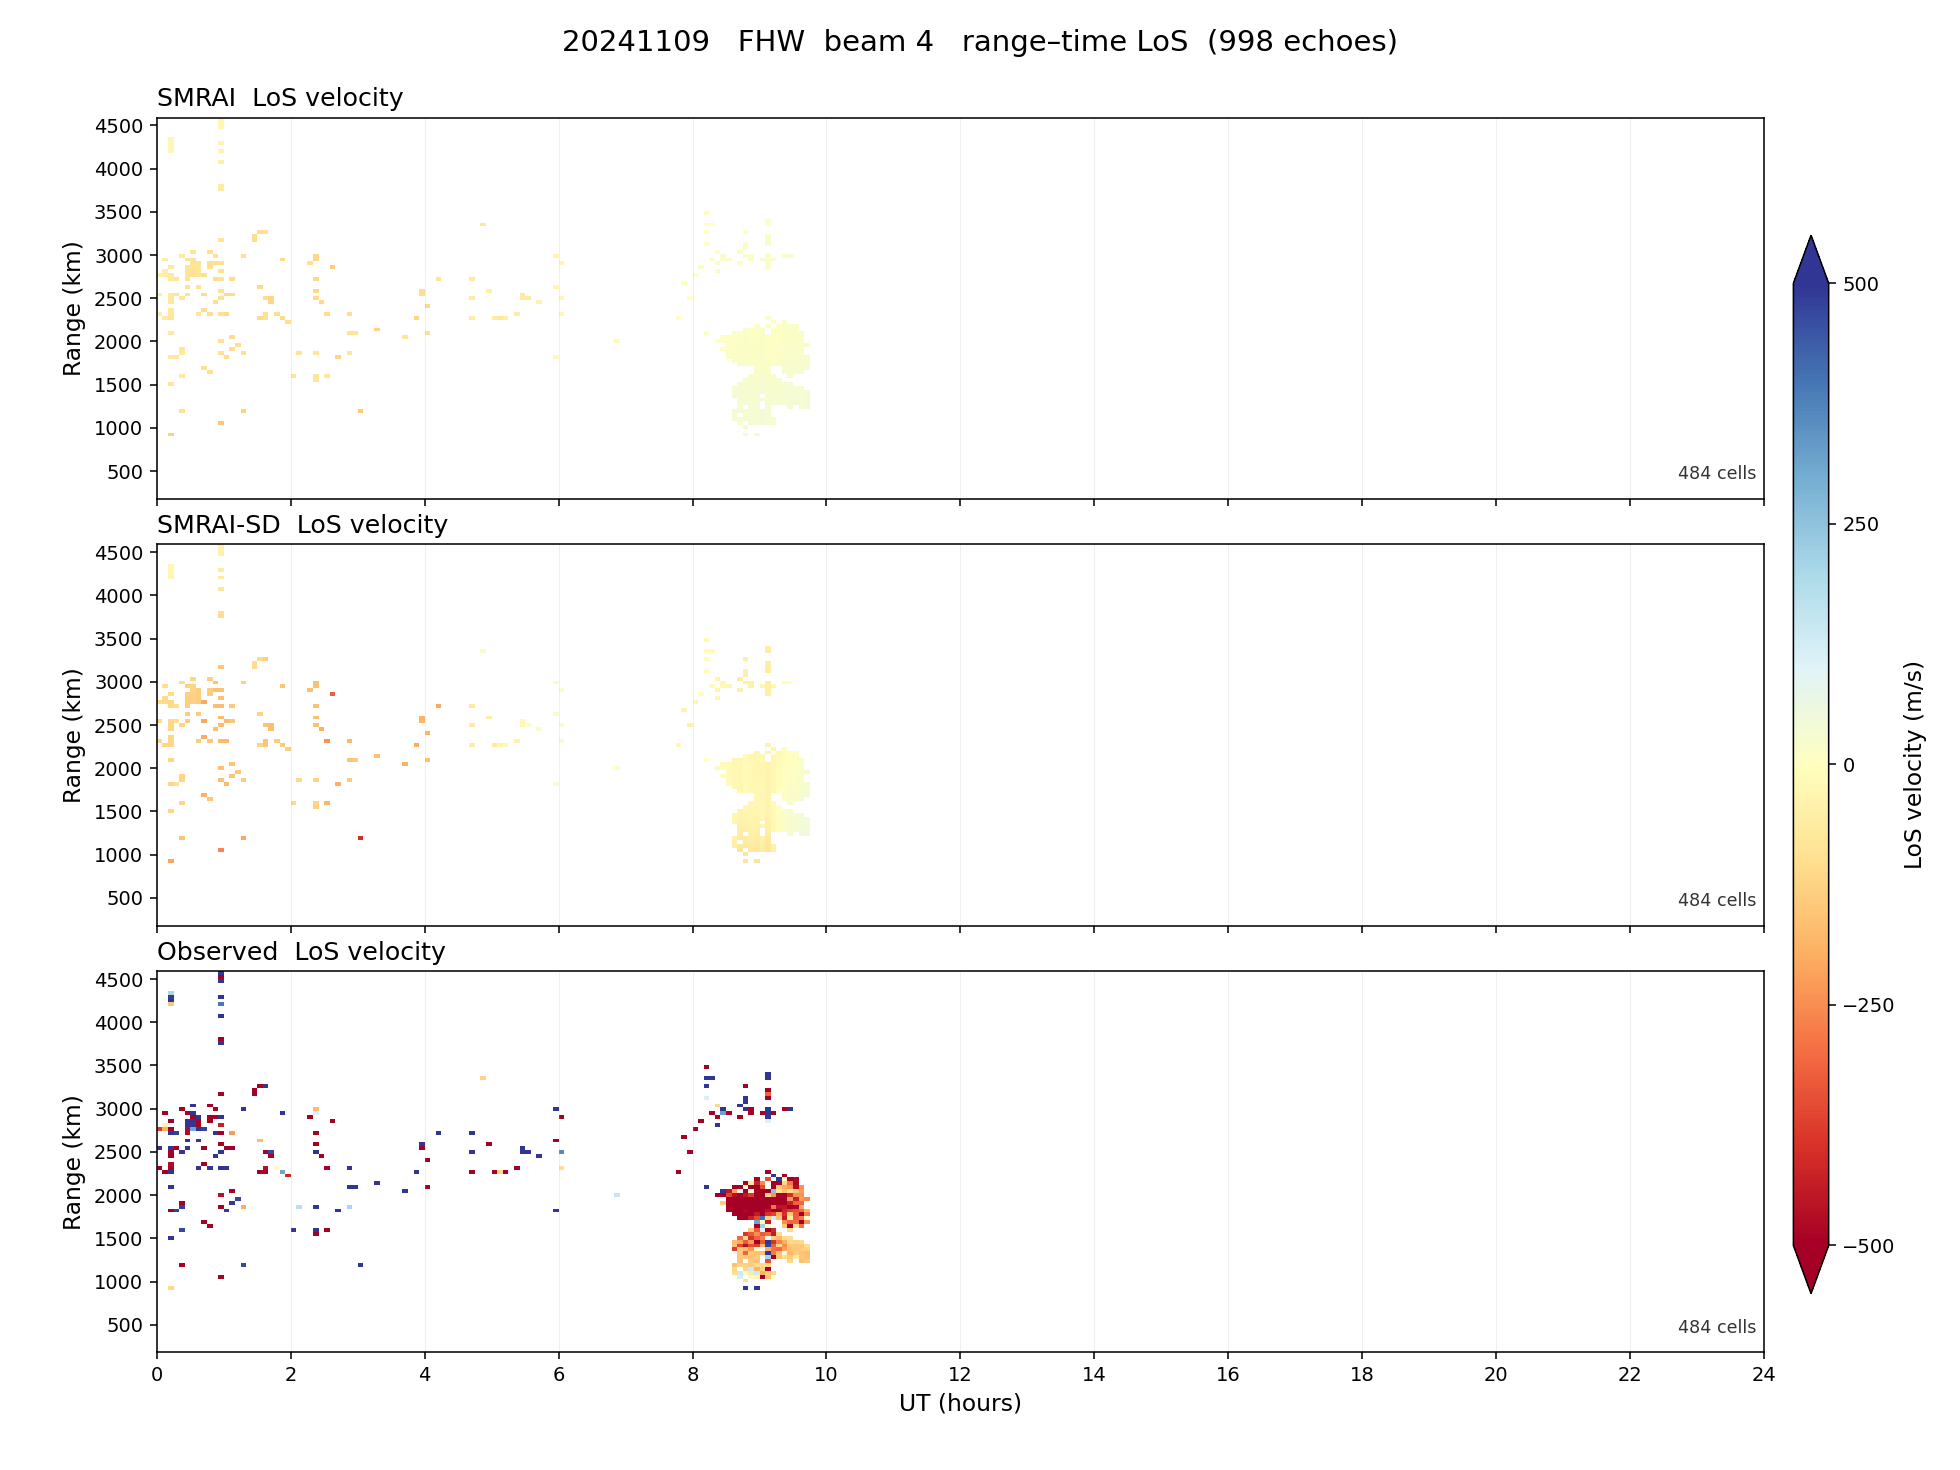 20241109   FHW  beam 4   range–time LoS  (998 echoes)
SMRAI  LoS velocity
4500
4000
3500
3000
2500
2000
1500
1000
500
Range (km)
484 cells
SMRAI-SD  LoS velocity
4500
4000
3500
3000
2500
2000
1500
1000
500
Range (km)
484 cells
Observed  LoS velocity
4500
4000
3500
3000
2500
2000
1500
1000
500
Range (km)
484 cells
0 2 4 6 8 10 12 14 16 18 20 22 24
UT (hours)
500
250
0
−250
−500
LoS velocity (m/s)